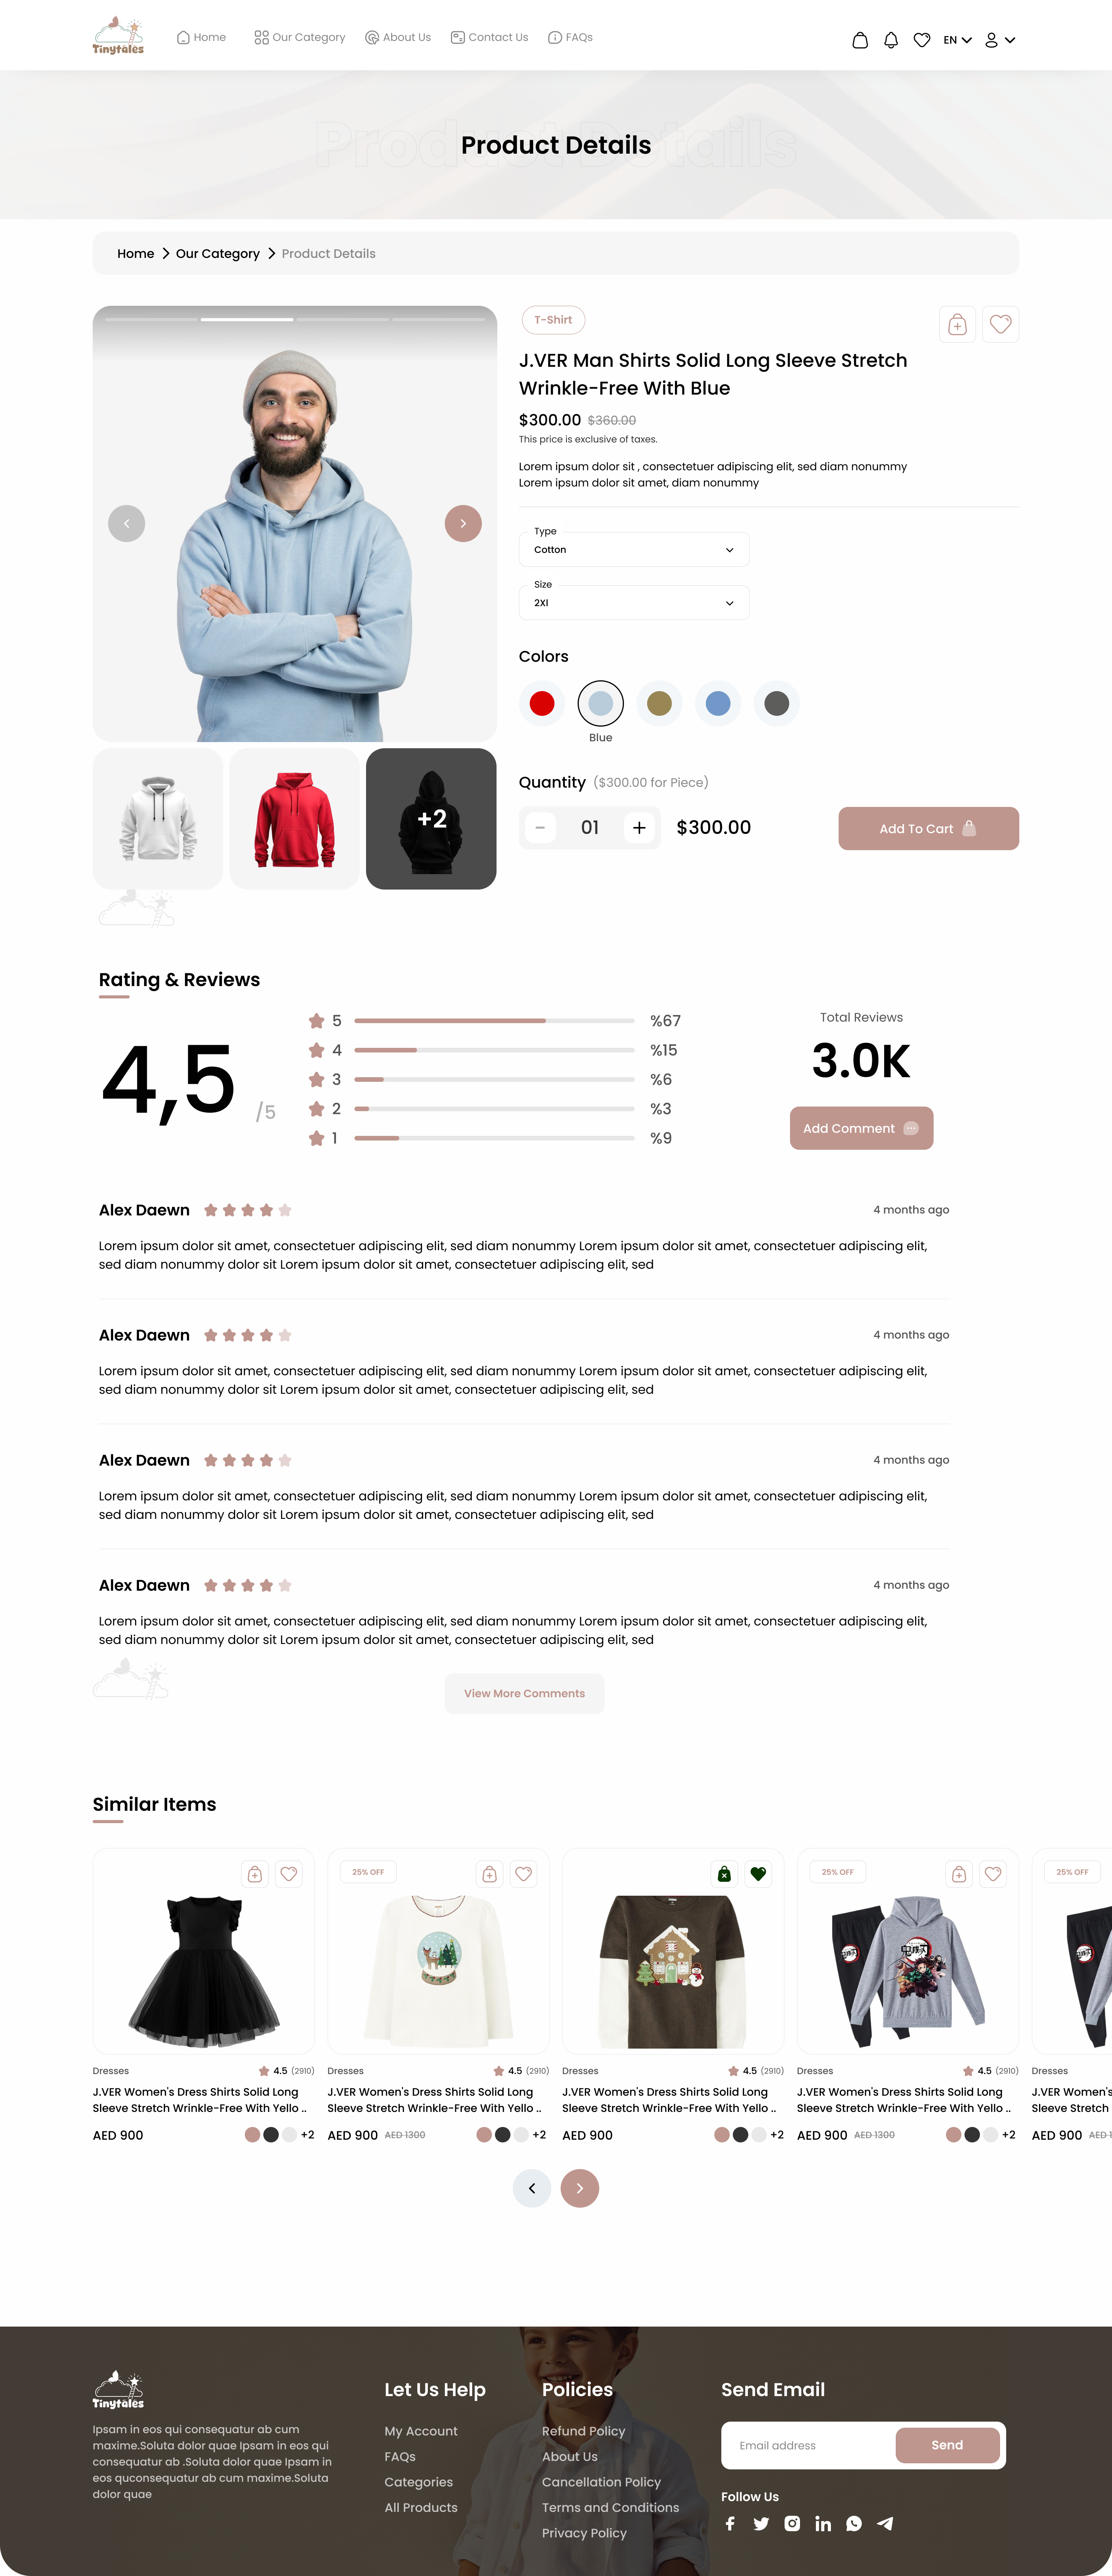 Tinytales
Home
Our Category
About Us
Contact Us
FAQs
EN
Product Details
Product Details
Home
Our Category
Product Details
T-Shirt
J.VER Man Shirts Solid Long Sleeve Stretch
Wrinkle-Free With Blue
$300.00 $360.00
This price is exclusive of taxes.
Lorem ipsum dolor sit , consectetuer adipiscing elit, sed diam nonummy
Lorem ipsum dolor sit amet, diam nonummy
Type
Cotton
Size
2Xl
Colors
Blue
Quantity ($300.00 for Piece)
01
$300.00
Add To Cart
+2
Rating & Reviews
4,5 /5
5 %67
4 %15
3 %6
2 %3
1 %9
Total Reviews
3.0K
Add Comment
Alex Daewn
4 months ago
Lorem ipsum dolor sit amet, consectetuer adipiscing elit, sed diam nonummy Lorem ipsum dolor sit amet, consectetuer adipiscing elit,
sed diam nonummy dolor sit Lorem ipsum dolor sit amet, consectetuer adipiscing elit, sed
Alex Daewn
4 months ago
Lorem ipsum dolor sit amet, consectetuer adipiscing elit, sed diam nonummy Lorem ipsum dolor sit amet, consectetuer adipiscing elit,
sed diam nonummy dolor sit Lorem ipsum dolor sit amet, consectetuer adipiscing elit, sed
Alex Daewn
4 months ago
Lorem ipsum dolor sit amet, consectetuer adipiscing elit, sed diam nonummy Lorem ipsum dolor sit amet, consectetuer adipiscing elit,
sed diam nonummy dolor sit Lorem ipsum dolor sit amet, consectetuer adipiscing elit, sed
Alex Daewn
4 months ago
Lorem ipsum dolor sit amet, consectetuer adipiscing elit, sed diam nonummy Lorem ipsum dolor sit amet, consectetuer adipiscing elit,
sed diam nonummy dolor sit Lorem ipsum dolor sit amet, consectetuer adipiscing elit, sed
View More Comments
Similar Items
Dresses
4.5 (2910)
J.VER Women's Dress Shirts Solid Long
Sleeve Stretch Wrinkle-Free With Yello ..
AED 900
+2
25% OFF
Dresses
4.5 (2910)
J.VER Women's Dress Shirts Solid Long
Sleeve Stretch Wrinkle-Free With Yello ..
AED 900 AED 1300
+2
Dresses
4.5 (2910)
J.VER Women's Dress Shirts Solid Long
Sleeve Stretch Wrinkle-Free With Yello ..
AED 900
+2
25% OFF
Dresses
4.5 (2910)
J.VER Women's Dress Shirts Solid Long
Sleeve Stretch Wrinkle-Free With Yello ..
AED 900 AED 1300
+2
25% OFF
Dresses
J.VER Women's
Sleeve Stretch
AED 900 AED 1
Tinytales
Ipsam in eos qui consequatur ab cum
maxime.Soluta dolor quae Ipsam in eos qui
consequatur ab .Soluta dolor quae Ipsam in
eos quconsequatur ab cum maxime.Soluta
dolor quae
Let Us Help
My Account
FAQs
Categories
All Products
Policies
Refund Policy
About Us
Cancellation Policy
Terms and Conditions
Privacy Policy
Send Email
Email address
Send
Follow Us